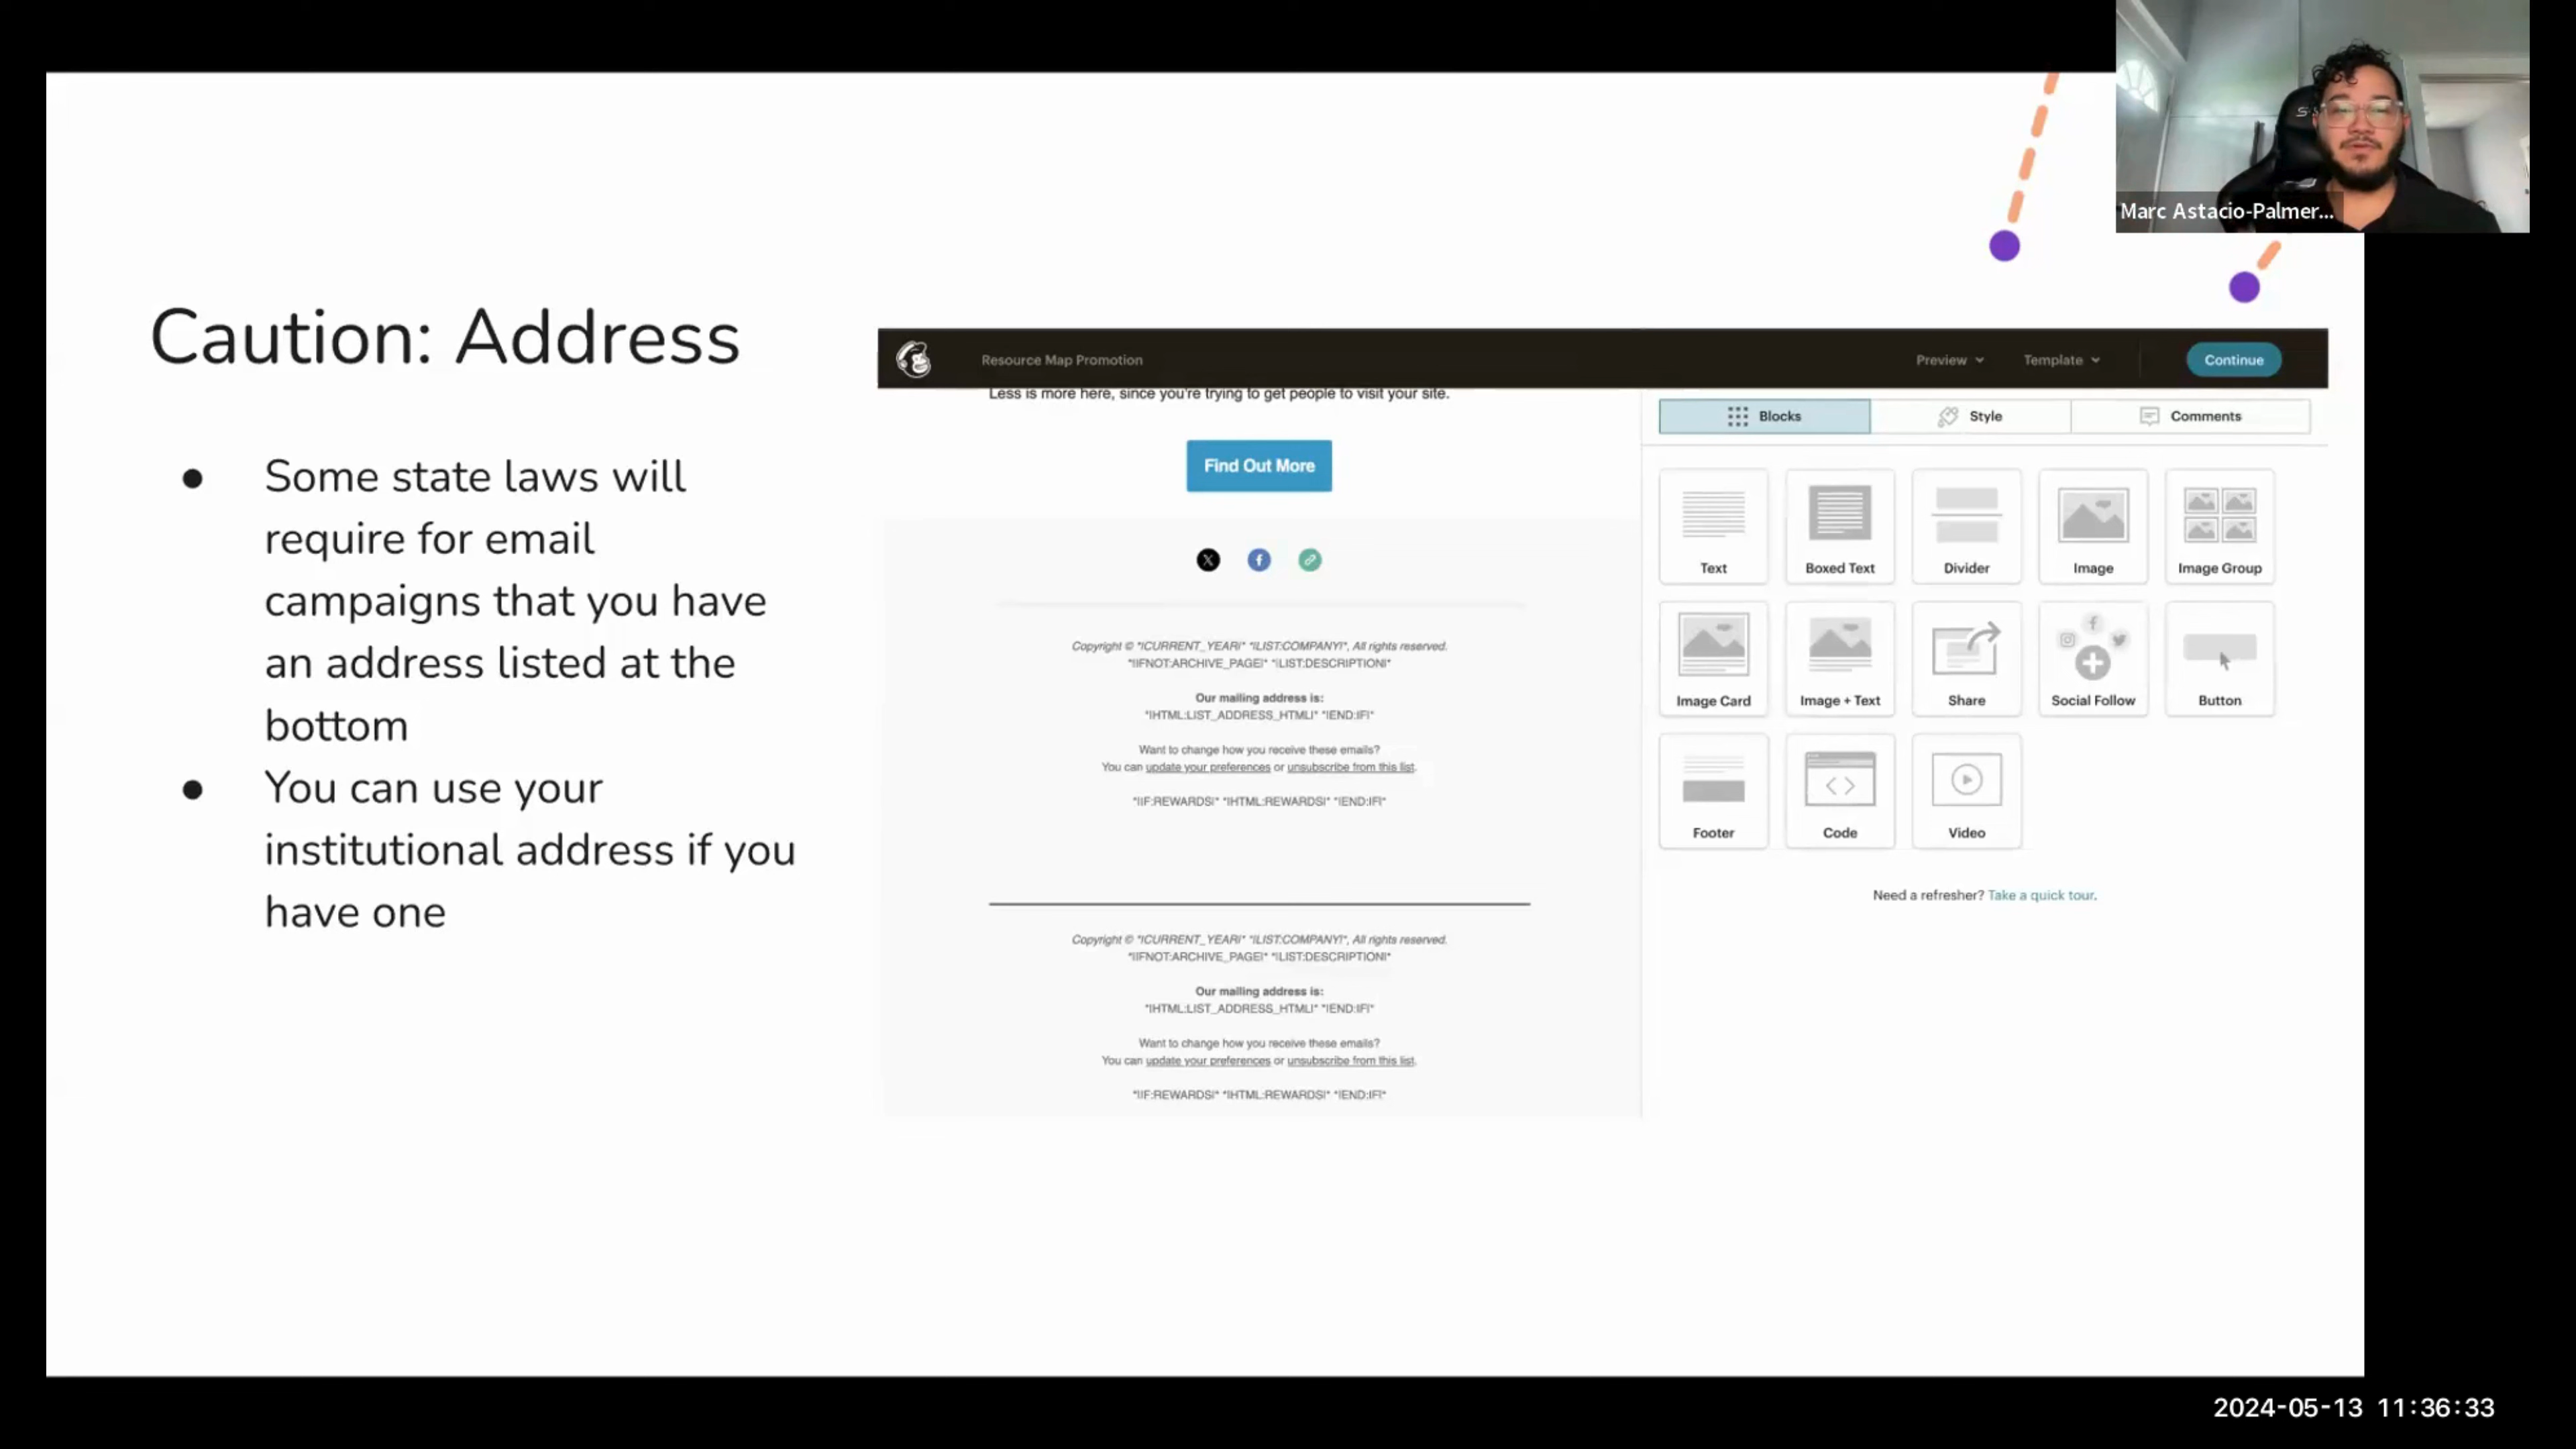 Marc Astacio-Palmer...
Caution: Address
● Some state laws will
require for email
campaigns that you have
an address listed at the
bottom
● You can use your
institutional address if you
have one
Resource Map Promotion
Preview
Template
Continue
Less is more here, since you're trying to get people to visit your site.
Find Out More
Copyright © *|CURRENT_YEAR|* *|LIST:COMPANY|*, All rights reserved.
*|IFNOT:ARCHIVE_PAGE|* *|LIST:DESCRIPTION|*
Our mailing address is:
*|HTML:LIST_ADDRESS_HTML|* *|END:IF|*
Want to change how you receive these emails?
You can update your preferences or unsubscribe from this list.
*|IF:REWARDS|* *|HTML:REWARDS|* *|END:IF|*
Copyright © *|CURRENT_YEAR|* *|LIST:COMPANY|*, All rights reserved.
*|IFNOT:ARCHIVE_PAGE|* *|LIST:DESCRIPTION|*
Our mailing address is:
*|HTML:LIST_ADDRESS_HTML|* *|END:IF|*
Want to change how you receive these emails?
You can update your preferences or unsubscribe from this list.
*|IF:REWARDS|* *|HTML:REWARDS|* *|END:IF|*
Blocks
Style
Comments
Text
Boxed Text
Divider
Image
Image Group
Image Card
Image + Text
Share
Social Follow
Button
Footer
Code
Video
Need a refresher? Take a quick tour.
2024-05-13 11:36:33